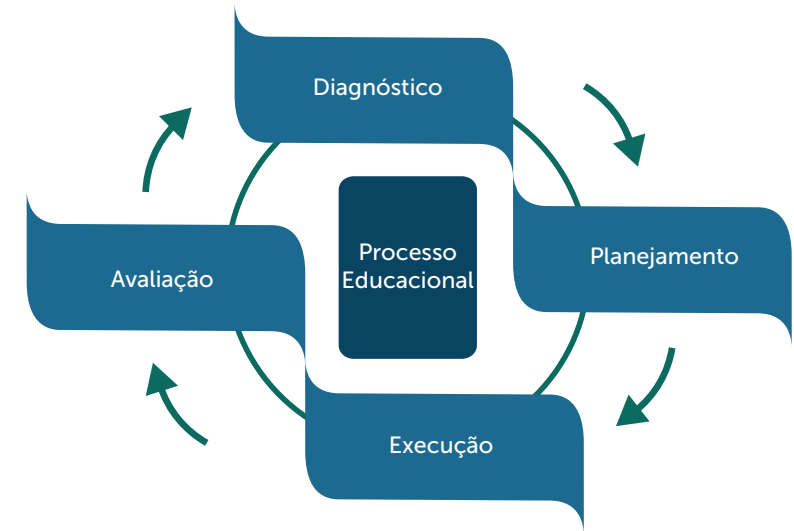 Diagnóstico
Planejamento
Processo
Educacional
Avaliação
Execução